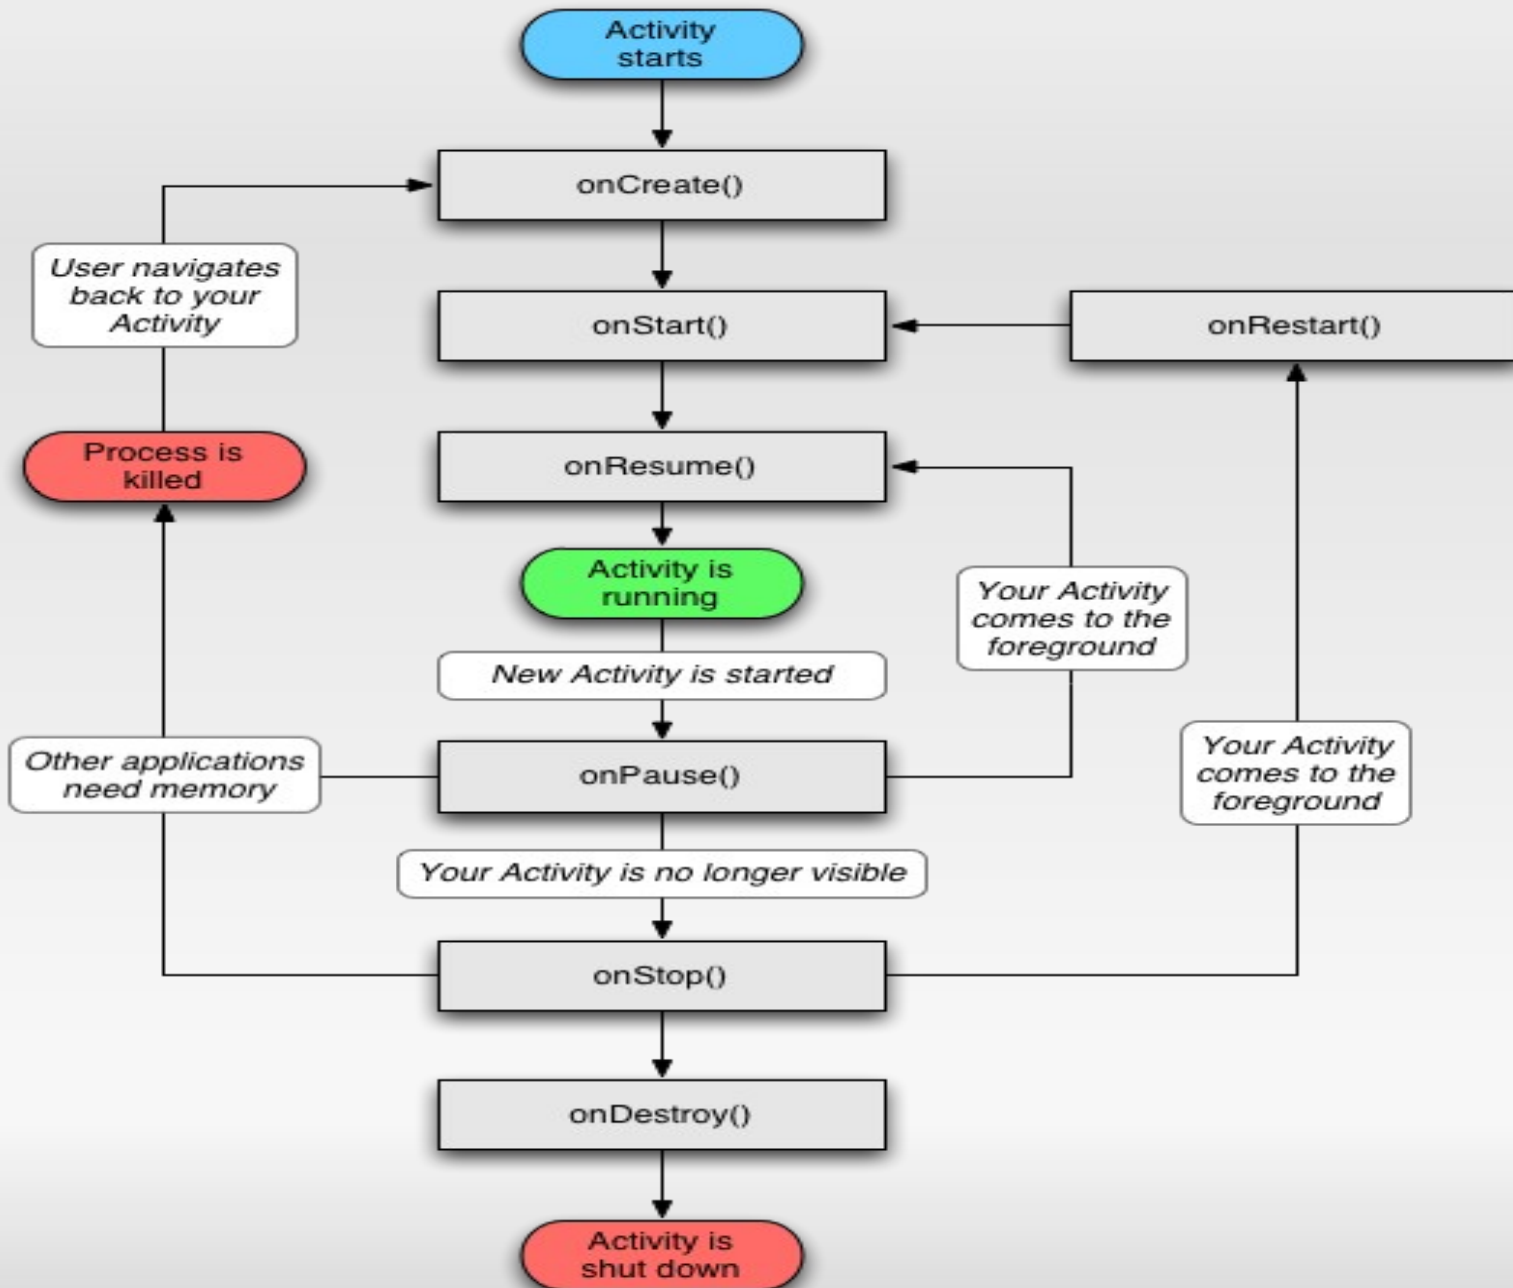 Activity
starts
onCreate()
User navigates
back to your
Activity
onStart()
onRestart()
Process is
killed
onResume()
Activity is
running
Your Activity
comes to the
foreground
New Activity is started
Other applications
need memory
onPause()
Your Activity
comes to the
foreground
Your Activity is no longer visible
onStop()
onDestroy()
Activity is
shut down